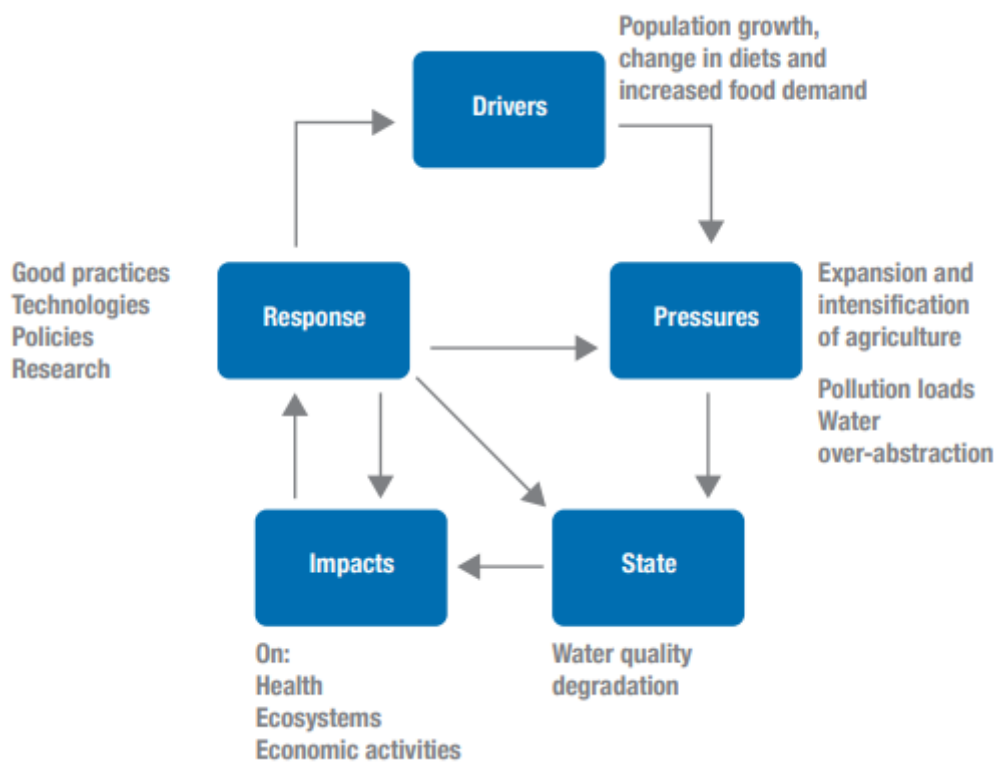 Population growth,
change in diets and
increased food demand
Drivers
Good practices
Technologies
Policies
Research
Response
Pressures
Expansion and
intensification
of agriculture
Pollution loads
Water
over-abstraction
Impacts
State
On:
Health
Ecosystems
Economic activities
Water quality
degradation